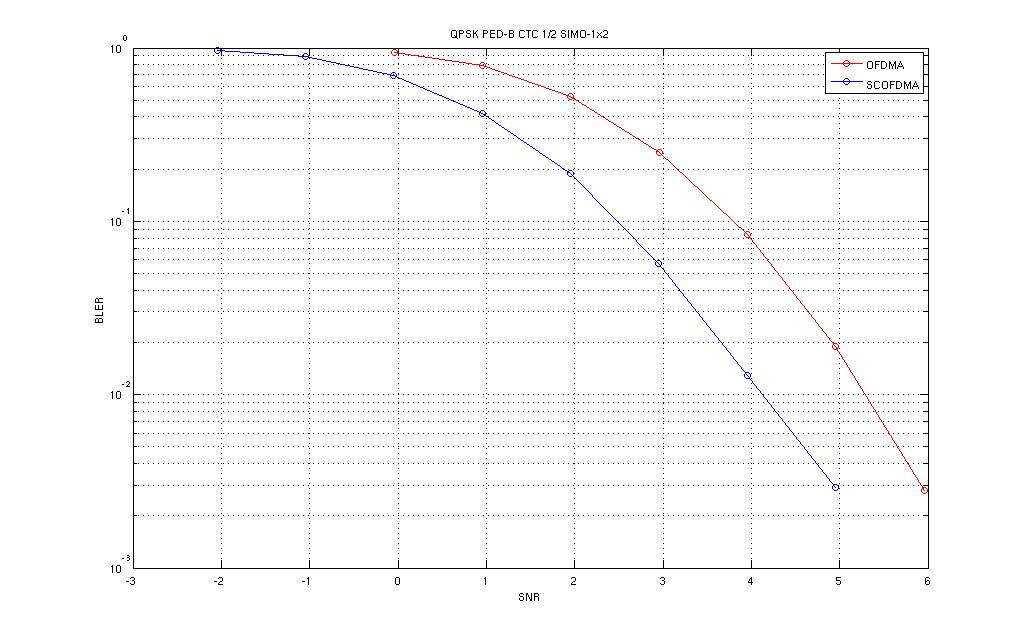 QPSK PED-B CTC 1/2 SIMO-1x2
10^0
10^-1
10^-2
10^-3
BLER
-3 -2 -1 0 1 2 3 4 5 6
SNR
OFDMA
SCOFDMA